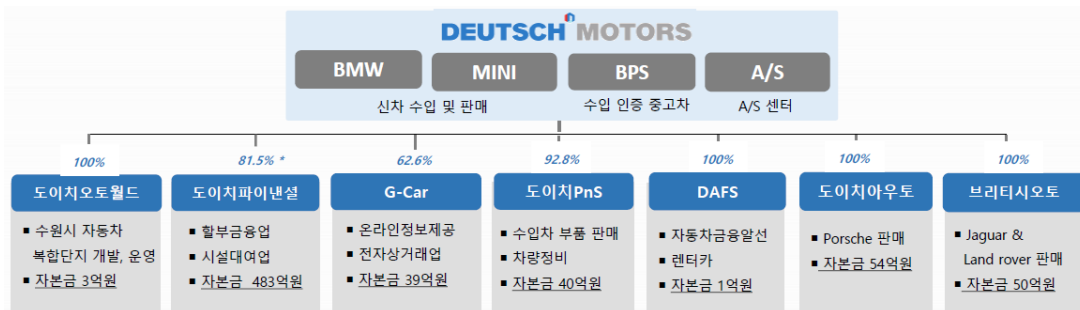 DEUTSCH MOTORS
BMW MINI BPS A/S
신차 수입 및 판매 수입 인증 중고차 A/S 센터
100% 81.5% * 62.6% 92.8% 100% 100% 100%
도이치오토월드
▪ 수원시 자동차
복합단지 개발, 운영
▪ 자본금 3억원
도이치파이낸셜
▪ 할부금융업
▪ 시설대여업
▪ 자본금 483억원
G-Car
▪ 온라인정보제공
▪ 전자상거래업
▪ 자본금 39억원
도이치PnS
▪ 수입차 부품 판매
▪ 차량정비
▪ 자본금 40억원
DAFS
▪ 자동차금융알선
▪ 렌터카
▪ 자본금 1억원
도이치아우토
▪ Porsche 판매
▪ 자본금 54억원
브리티시오토
▪ Jaguar &
Land rover 판매
▪ 자본금 50억원